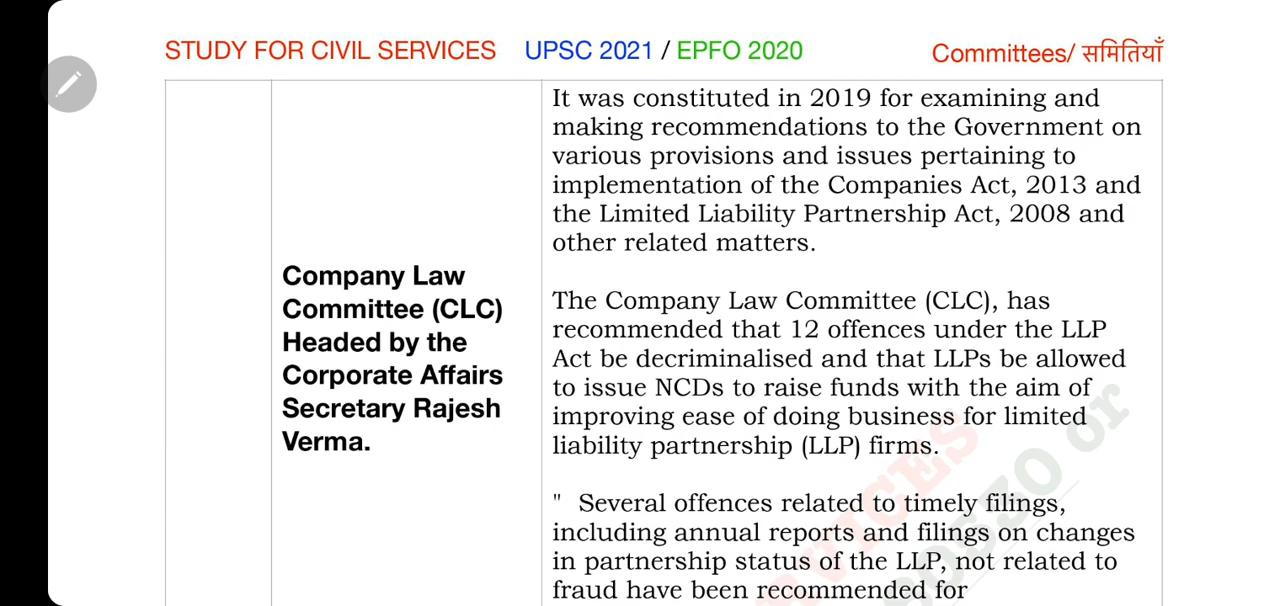 STUDY FOR CIVIL SERVICES UPSC 2021 / EPFO 2020 Committees/ समितियाँ
Company Law
Committee (CLC)
Headed by the
Corporate Affairs
Secretary Rajesh
Verma.
It was constituted in 2019 for examining and
making recommendations to the Government on
various provisions and issues pertaining to
implementation of the Companies Act, 2013 and
the Limited Liability Partnership Act, 2008 and
other related matters.
The Company Law Committee (CLC), has
recommended that 12 offences under the LLP
Act be decriminalised and that LLPs be allowed
to issue NCDs to raise funds with the aim of
improving ease of doing business for limited
liability partnership (LLP) firms.
" Several offences related to timely filings,
including annual reports and filings on changes
in partnership status of the LLP, not related to
fraud have been recommended for
or